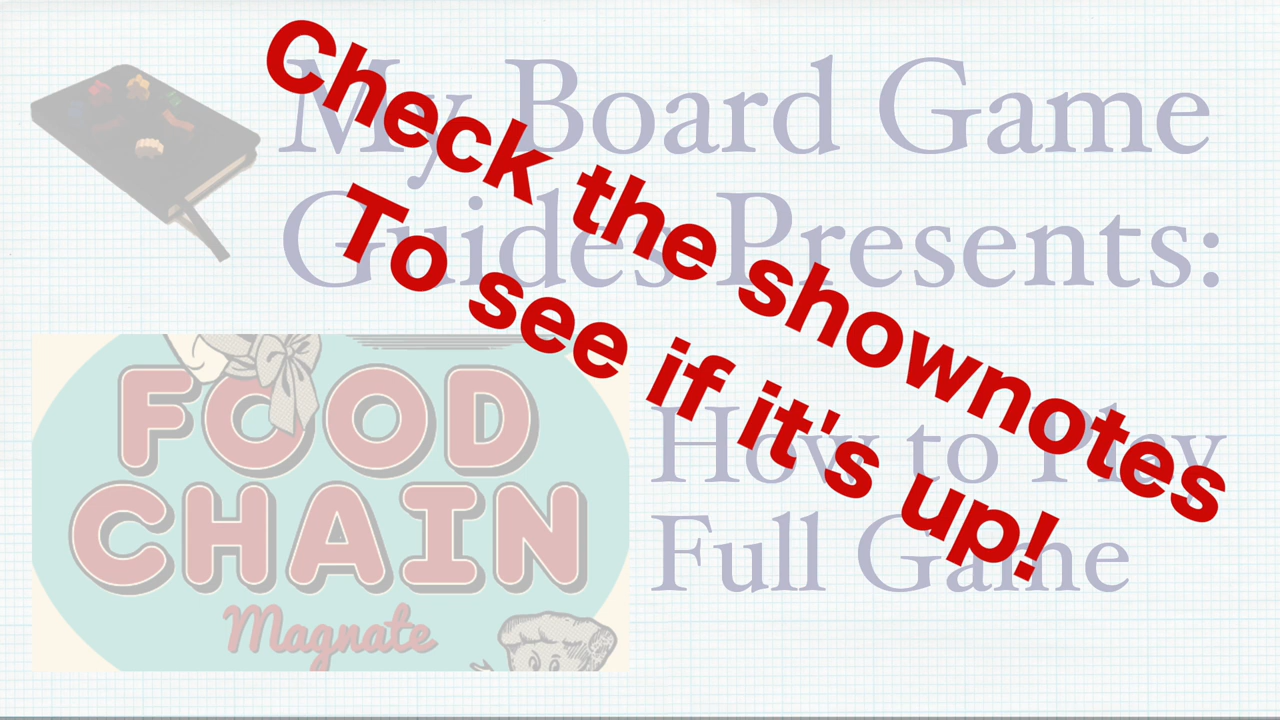 My Board Game
Guides Presents:
Check the shownotes
To see if it's up!
FOOD
CHAIN
Magnate
How to Play
Full Game